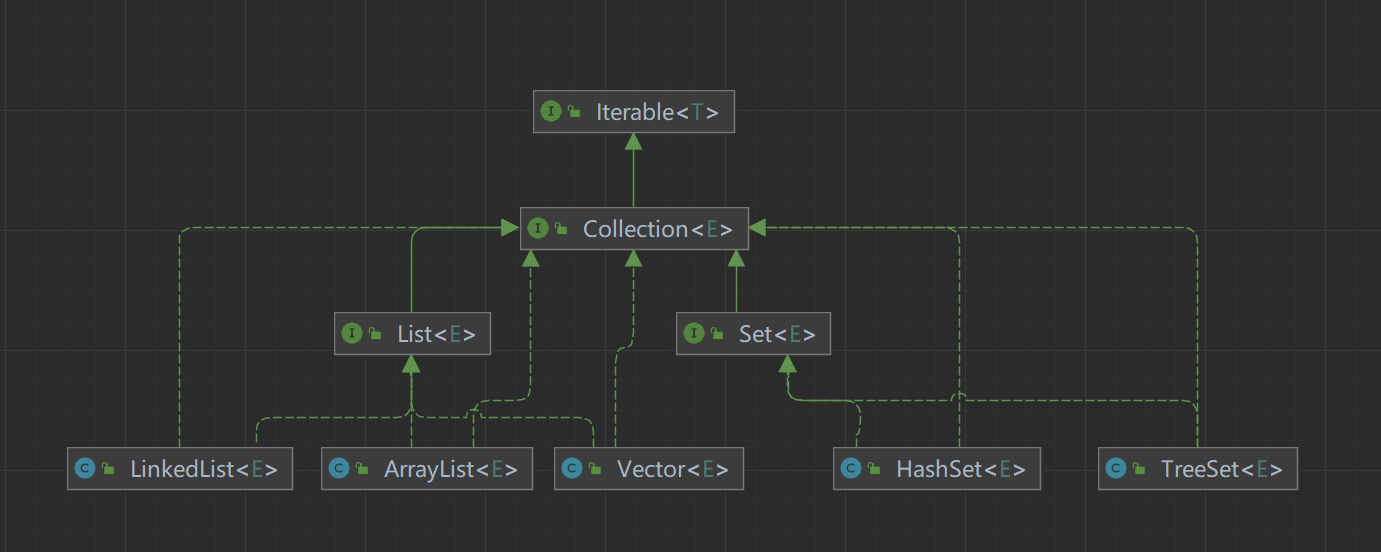 I Iterable<T>
I Collection<E>
I List<E>
I Set<E>
C LinkedList<E>
C ArrayList<E>
C Vector<E>
C HashSet<E>
C TreeSet<E>